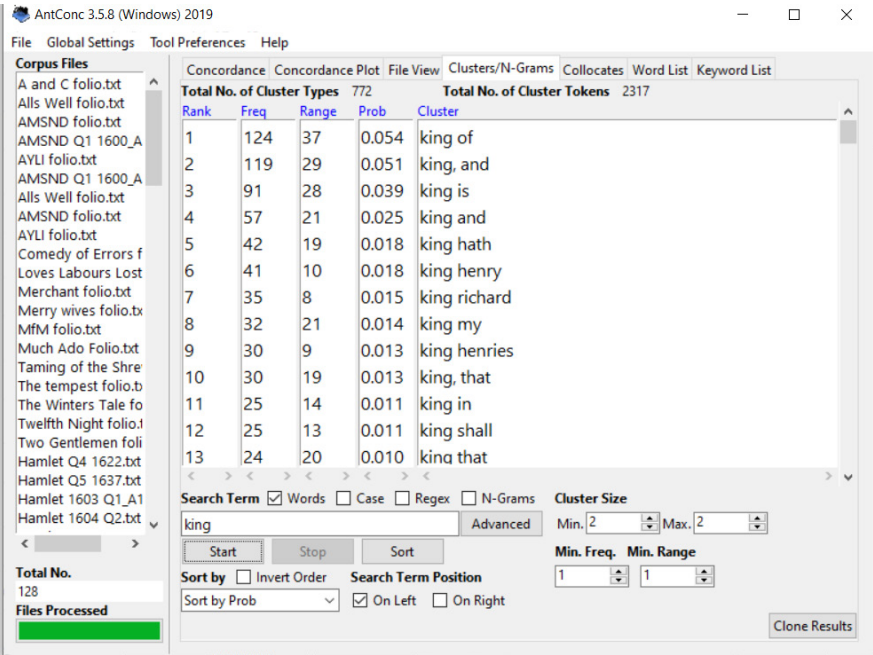 AntConc 3.5.8 (Windows) 2019
File Global Settings Tool Preferences Help
Corpus Files
A and C folio.txt
Alls Well folio.txt
AMSND folio.txt
AMSND Q1 1600_A
AYLI folio.txt
AMSND Q1 1600_A
Alls Well folio.txt
AMSND folio.txt
AYLI folio.txt
Comedy of Errors f
Loves Labours Lost
Merchant folio.txt
Merry wives folio.tx
MfM folio.txt
Much Ado Folio.txt
Taming of the Shre
The tempest folio.t
The Winters Tale fo
Twelfth Night folio.t
Two Gentlemen foli
Hamlet Q4 1622.txt
Hamlet Q5 1637.txt
Hamlet 1603 Q1_A1
Hamlet 1604 Q2.txt
Total No.
128
Files Processed
Concordance Concordance Plot File View Clusters/N-Grams Collocates Word List Keyword List
Total No. of Cluster Types 772 Total No. of Cluster Tokens 2317
Rank Freq Range Prob Cluster
1 124 37 0.054 king of
2 119 29 0.051 king, and
3 91 28 0.039 king is
4 57 21 0.025 king and
5 42 19 0.018 king hath
6 41 10 0.018 king henry
7 35 8 0.015 king richard
8 32 21 0.014 king my
9 30 9 0.013 king henries
10 30 19 0.013 king, that
11 25 14 0.011 king in
12 25 13 0.011 king shall
13 24 20 0.010 king that
Search Term Words Case Regex N-Grams Cluster Size
king Advanced Min. 2 Max. 2
Start Stop Sort Min. Freq. Min. Range
Sort by Invert Order Search Term Position 1 1
Sort by Prob On Left On Right
Clone Results